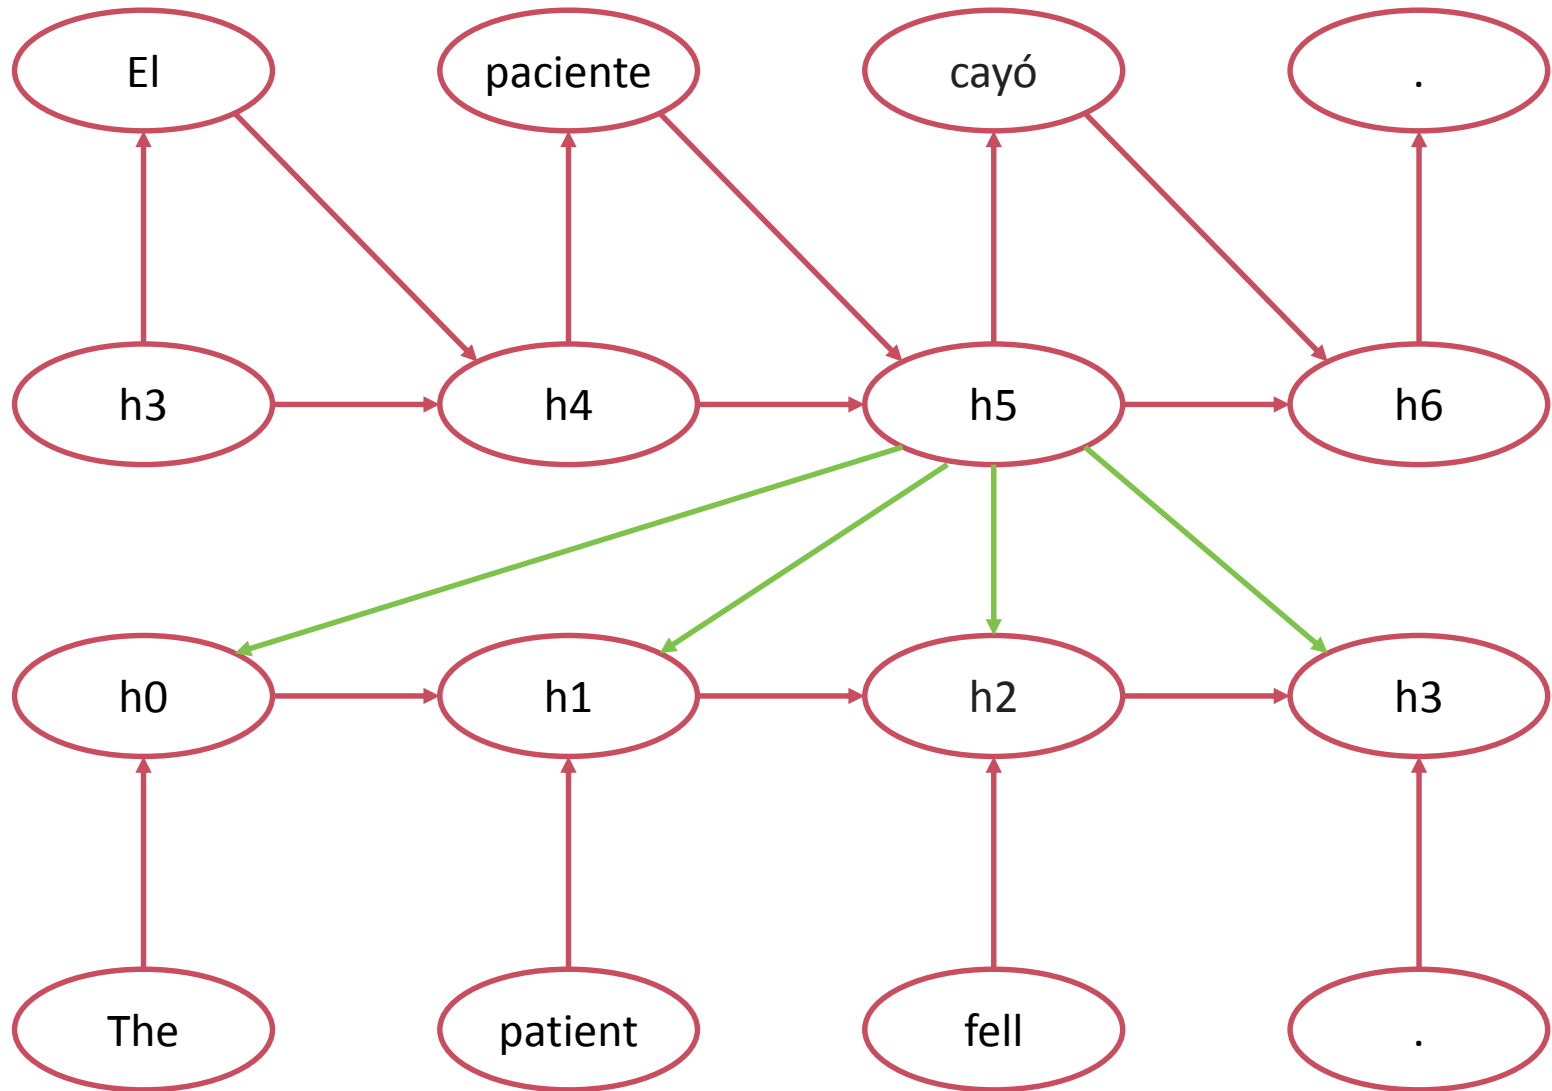 El paciente cayó .
h3 h4 h5 h6
h0 h1 h2 h3
The patient fell .